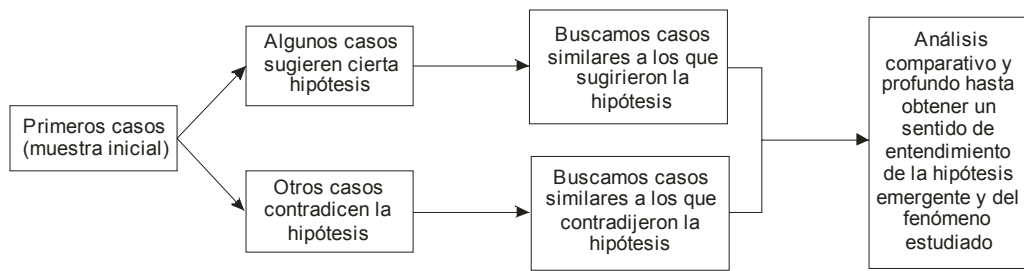 Primeros casos
(muestra inicial)
Algunos casos
sugieren cierta
hipótesis
Otros casos
contradicen la
hipótesis
Buscamos casos
similares a los que
sugirieron la
hipótesis
Buscamos casos
similares a los que
contradijeron la
hipótesis
Análisis
comparativo y
profundo hasta
obtener un
sentido de
entendimiento
de la hipótesis
emergente y del
fenómeno
estudiado